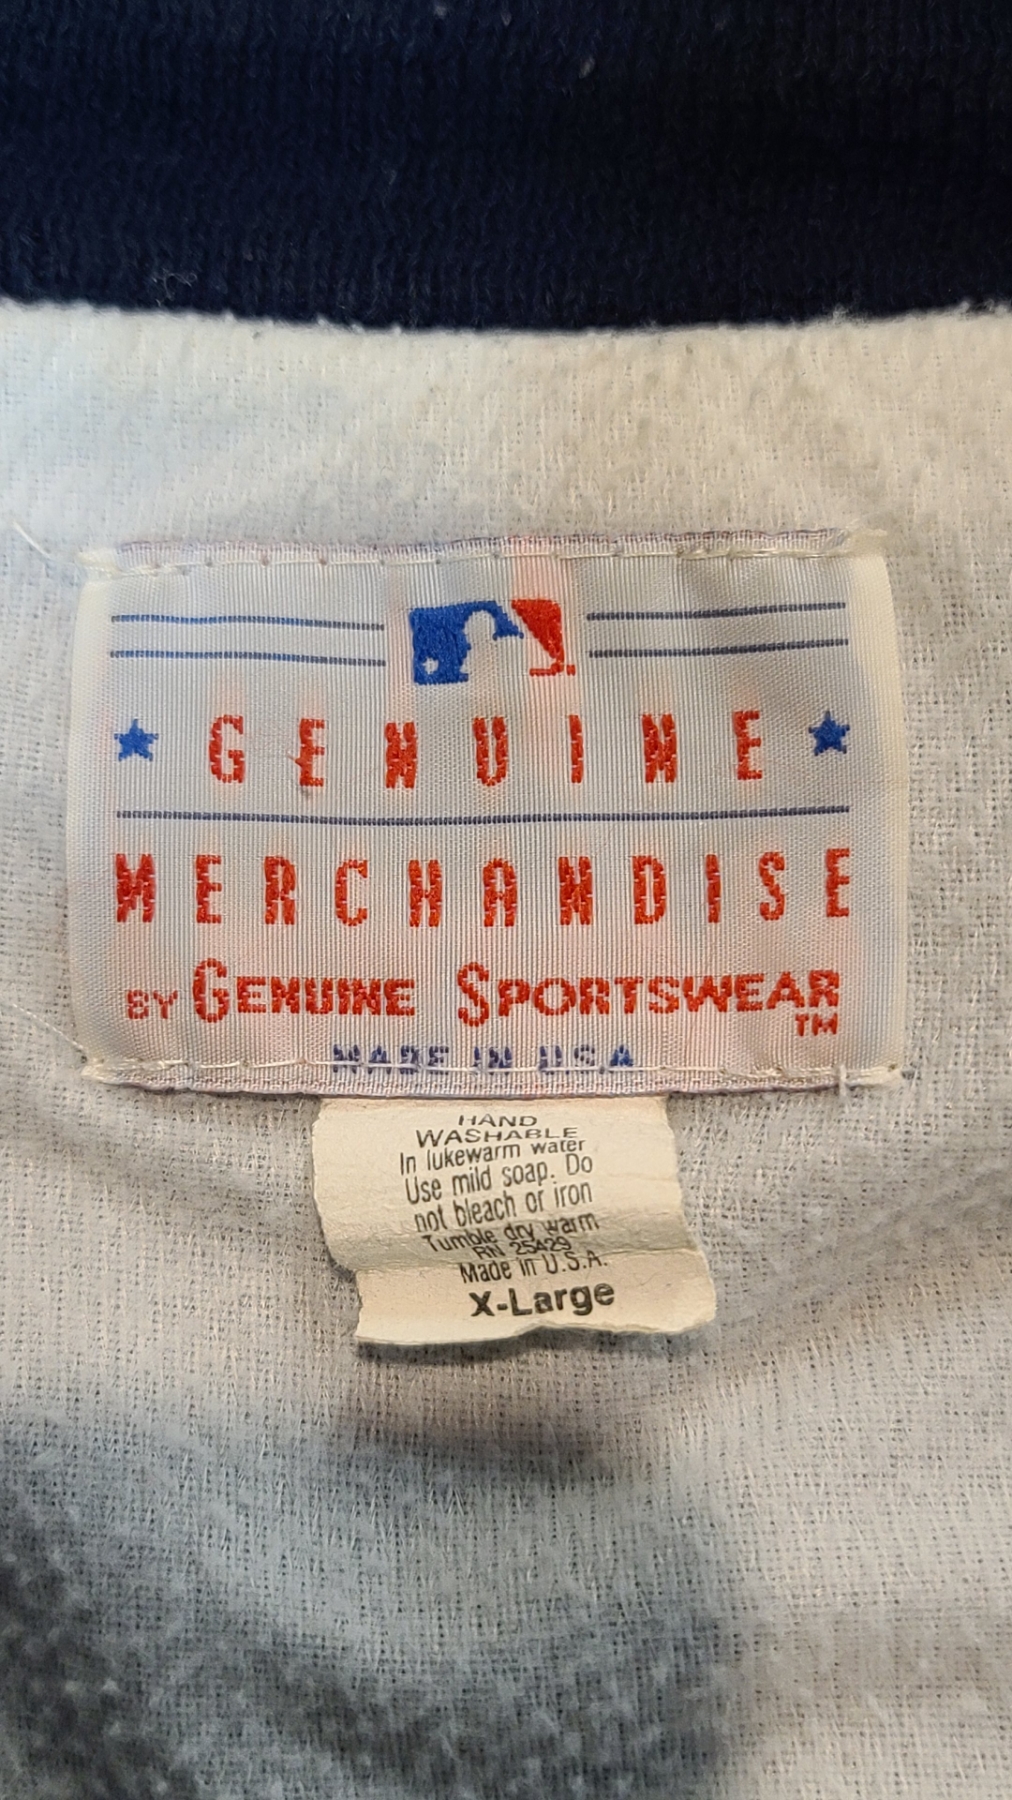 GENUINE
MERCHANDISE
BY GENUINE SPORTSWEAR
TM
MADE IN USA
HAND
WASHABLE
In lukewarm water
Use mild soap. Do
not bleach or iron
Tumble dry warm
RN 25429
Made in U.S.A.
X-Large